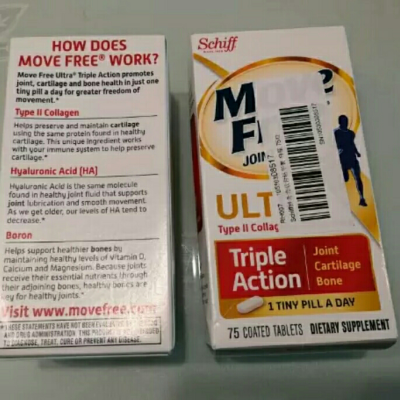 HOW DOES
MOVE FREE® WORK?
Move Free Ultra® Triple Action promotes
joint, cartilage and bone health in just one
tiny pill a day for greater freedom of
movement.*
Type II Collagen
Helps preserve and maintain cartilage
using the same protein found in healthy
cartilage. This unique ingredient works
with your immune system to help preserve
cartilage.*
Hyaluronic Acid [HA]
Hyaluronic Acid is the same molecule
found in healthy joint fluid that supports
joint lubrication and smooth movement.
As we get older, our levels of HA tend to
decrease.*
Boron
Helps support healthier bones by
maintaining healthy levels of Vitamin D,
Calcium and Magnesium. Because joints
receive their essential nutrients through
their adjoining bones, healthy bones are
key for healthy joints.*
Visit www.movefree.com
Schiff
MOVE
FR
JOIN
ULT
Type II Collag
Triple
Action
Joint
Cartilage
Bone
1 TINY PILL A DAY
75 COATED TABLETS DIETARY SUPPLEMENT